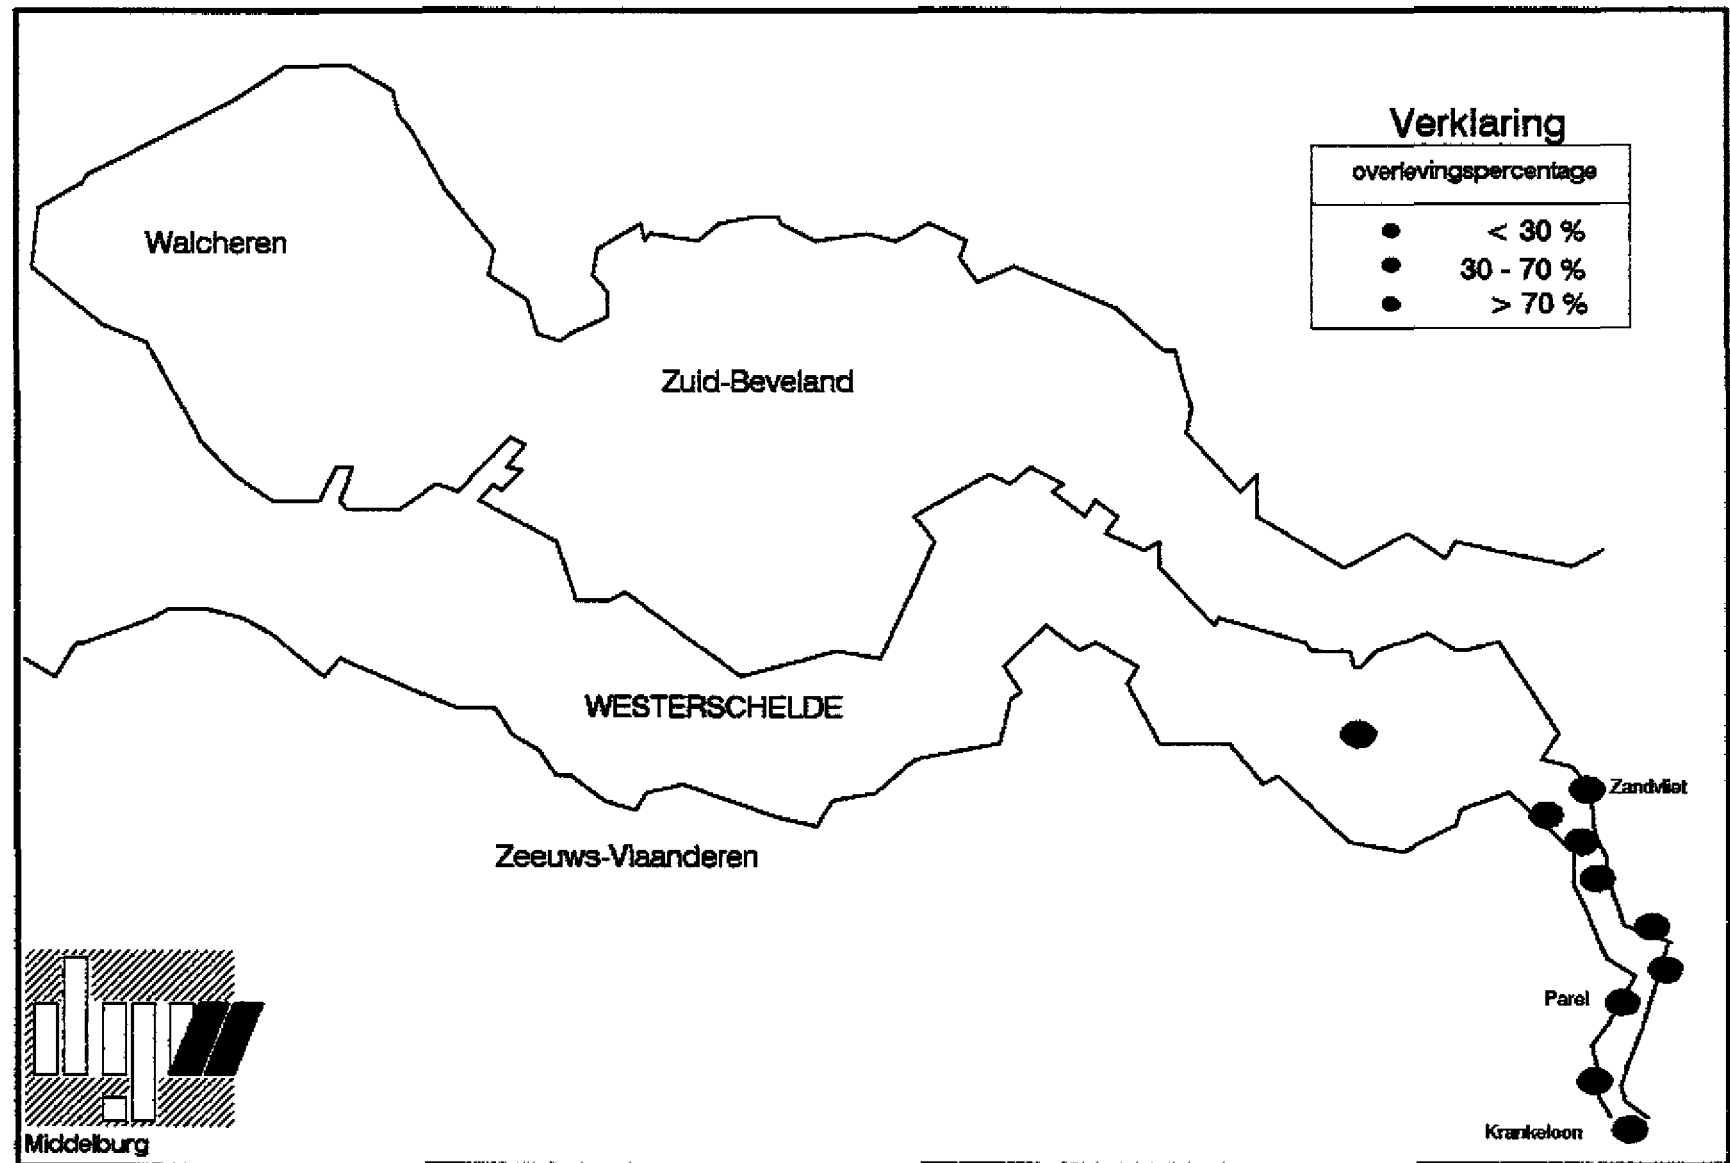 Verklaring
overlevingspercentage
< 30 %
30 - 70 %
> 70 %
Walcheren
Zuid-Beveland
WESTERSCHELDE
Zandvliet
Zeeuws-Vlaanderen
Parel
Krankeloon
Middelburg